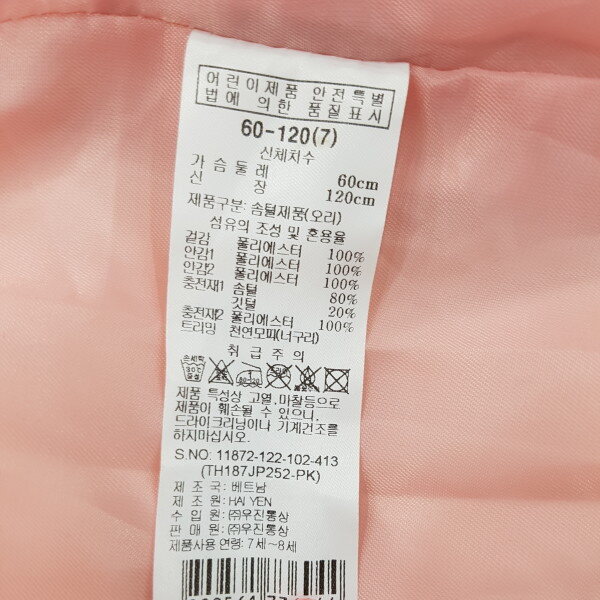 어린이제품 안전특별
법에 의한 품질표시
60-120(7)
신체치수
가 슴 둘 레 60cm
신 장 120cm
제품구분: 솜털제품(오리)
섬유의 조성 및 혼용율
겉감 폴리에스터 100%
안감1 폴리에스터 100%
안감2 폴리에스터 100%
충전재1 솜털 80%
깃털 20%
충전재2 폴리에스터 100%
트리밍 천연모피(너구리)
취 급 주 의
손세탁
30℃
중성
제품 특성상 고열,마찰등으로
제품이 훼손될 수 있으니,
드라이크리닝이나 기계건조를
하지마십시오.
S.NO: 11872-122-102-413
(TH187JP252-PK)
제 조 국: 베트남
제 조 원: HAI YEN
수 입 원: ㈜우진통상
판 매 원: ㈜우진통상
제품사용 연령: 7세~8세